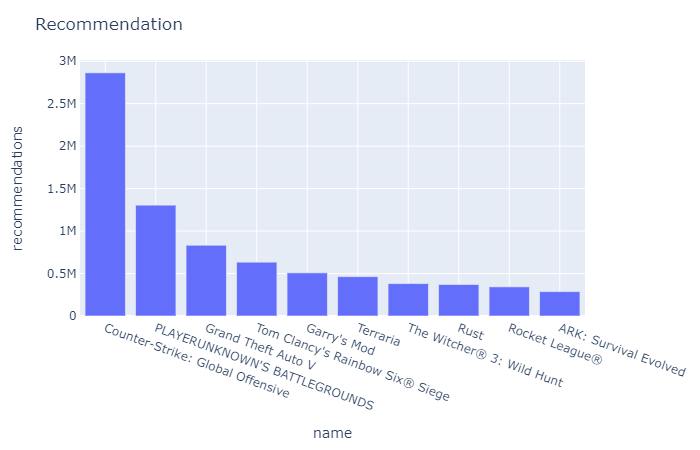 Recommendation
recommendations
3M
2.5M
2M
1.5M
1M
0.5M
0
Counter-Strike: Global Offensive
PLAYERUNKNOWN'S BATTLEGROUNDS
Grand Theft Auto V
Tom Clancy's Rainbow Six® Siege
Garry's Mod
Terraria
The Witcher® 3: Wild Hunt
Rust
Rocket League®
ARK: Survival Evolved
name